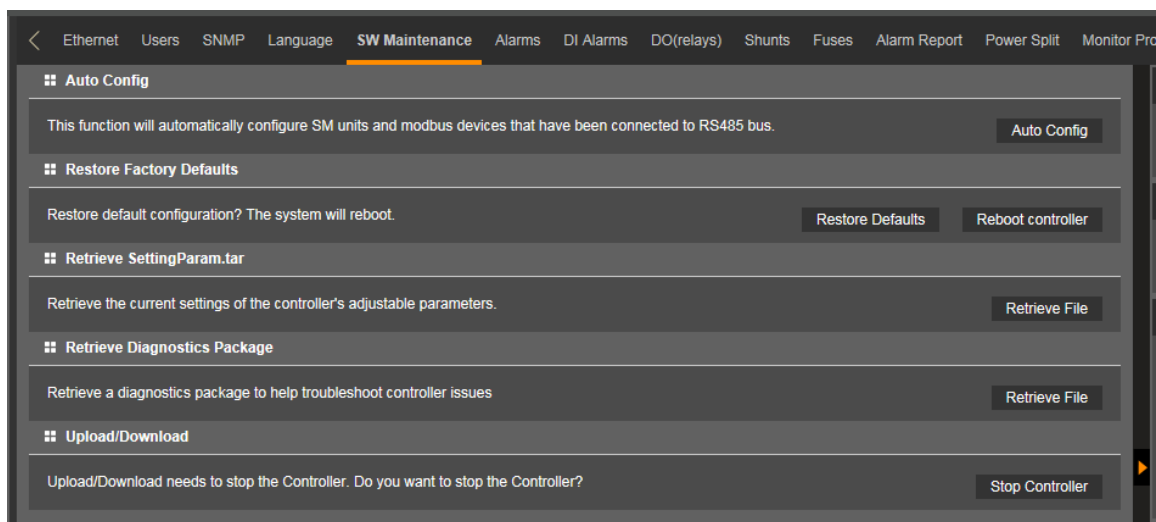 Ethernet Users SNMP Language SW Maintenance Alarms DI Alarms DO(relays) Shunts Fuses Alarm Report Power Split Monitor Pro
Auto Config
This function will automatically configure SM units and modbus devices that have been connected to RS485 bus. Auto Config
Restore Factory Defaults
Restore default configuration? The system will reboot. Restore Defaults Reboot controller
Retrieve SettingParam.tar
Retrieve the current settings of the controller's adjustable parameters. Retrieve File
Retrieve Diagnostics Package
Retrieve a diagnostics package to help troubleshoot controller issues Retrieve File
Upload/Download
Upload/Download needs to stop the Controller. Do you want to stop the Controller? Stop Controller